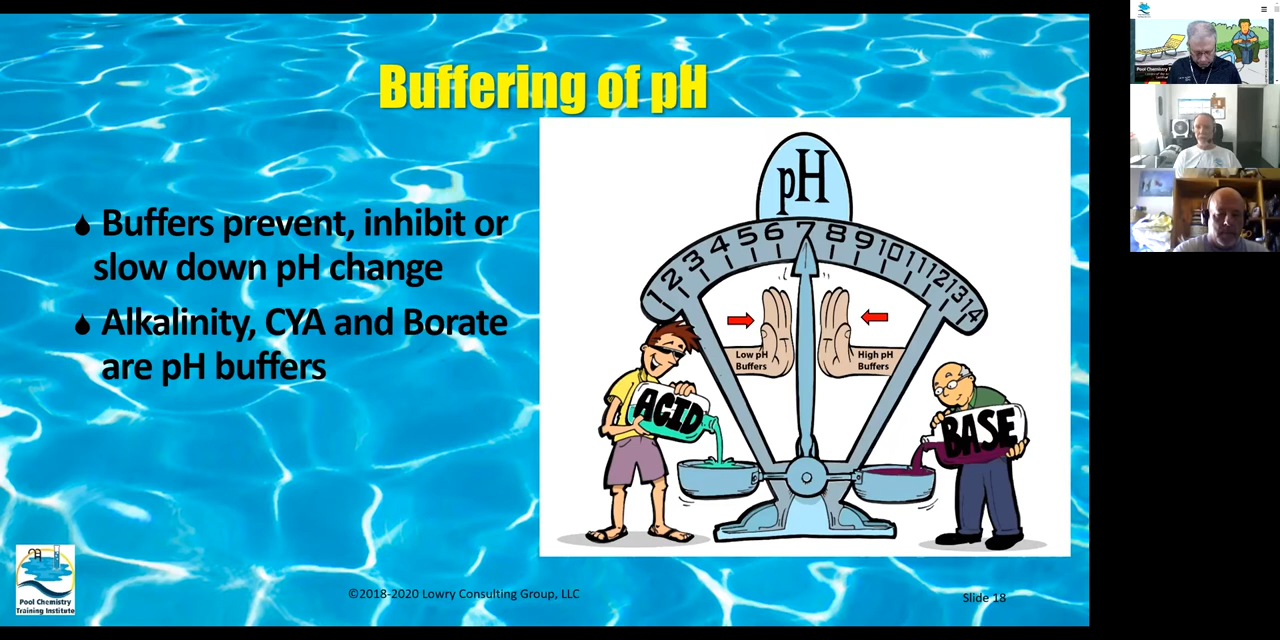 Buffering of pH
Buffers prevent, inhibit or
slow down pH change
Alkalinity, CYA and Borate
are pH buffers
pH
1 2 3 4 5 6 7 8 9 10 11 12 13 14
Low pH
Buffers
High pH
Buffers
ACID
BASE
Pool Chemistry
Training Institute
©2018-2020 Lowry Consulting Group, LLC
Slide 18
Pool Chemistry